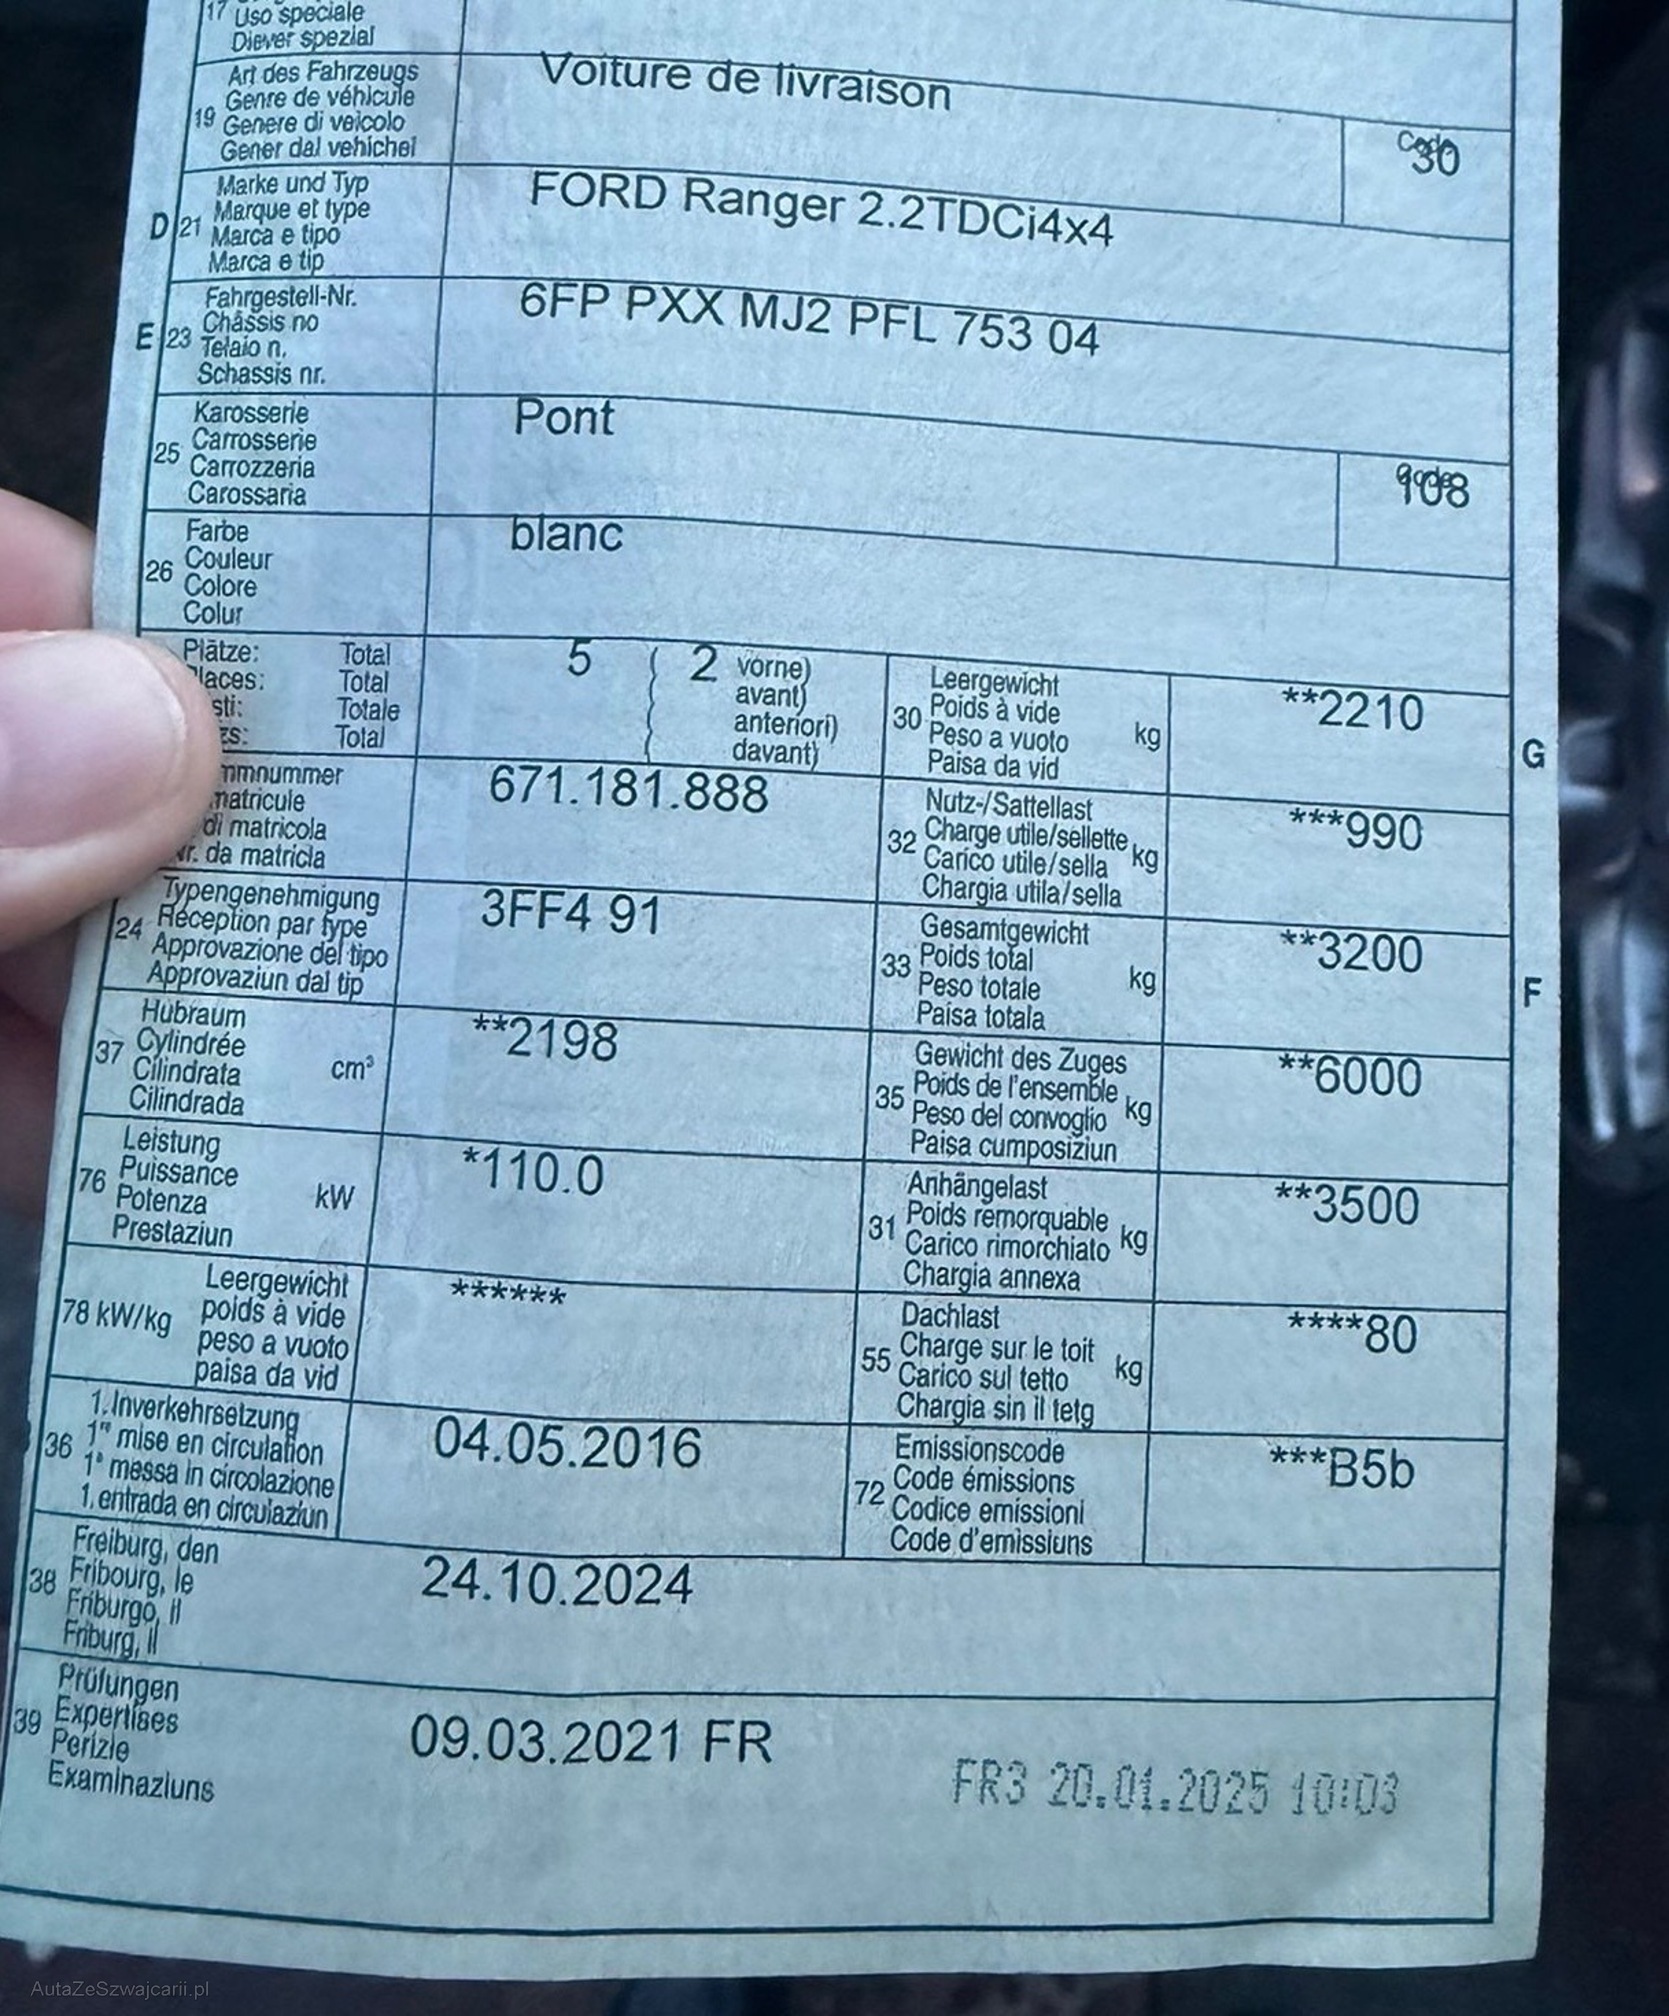 17 Uso speciale
Diever spezial
Art des Fahrzeugs
Genre de véhicule
19 Genere di veicolo
Gener dal vehichel
Voiture de livraison
Code
30
Marke und Typ
Marque et type
D 21 Marca e tipo
Marca e tip
FORD Ranger 2.2TDCi4x4
Fahrgestell-Nr.
Châssis no
E 23 Telaio n.
Schassis nr.
6FP PXX MJ2 PFL 753 04
Karosserie
Carrosserie
25 Carrozzeria
Carossaria
Pont
108
Farbe
Couleur
26 Colore
Colur
blanc
Plätze: Total
laces: Total
sti: Totale
zs: Total
5 ( 2 vorne)
avant)
anteriori)
davant)
Leergewicht
Poids à vide
30 Peso a vuoto kg
Paisa da vid
**2210
G
mmnummer
matricule
di matricola
nr. da matricla
671.181.888
Nutz-/Sattellast
Charge utile/sellette
32 Carico utile/sella kg
Chargia utila/sella
***990
Typengenehmigung
Réception par type
24 Approvazione del tipo
Approvaziun dal tip
3FF4 91
Gesamtgewicht
Poids total
33 Peso totale kg
Paisa totala
**3200
F
Hubraum
Cylindrée
37 Cilindrata cm³
Cilindrada
**2198
Gewicht des Zuges
Poids de l'ensemble
35 Peso del convoglio kg
Paisa cumposiziun
**6000
Leistung
Puissance
76 Potenza kW
Prestaziun
*110.0
Anhängelast
Poids remorquable
31 Carico rimorchiato kg
Chargia annexa
**3500
Leergewicht
78 kW/kg poids à vide
peso a vuoto
paisa da vid
******
Dachlast
Charge sur le toit
55 Carico sul tetto kg
Chargia sin il tetg
****80
1. Inverkehrsetzung
36 1re mise en circulation
1a messa in circolazione
1. entrada en circulaziun
04.05.2016
Emissionscode
Code émissions
72 Codice emissioni
Code d'emissiuns
***B5b
Freiburg, den
38 Fribourg, le
Friburgo, il
Friburg, il
24.10.2024
Prüfungen
39 Expertises
Perizie
Examinaziuns
09.03.2021 FR
FR3 20.01.2025 10:03
AutaZeSzwajcarii.pl